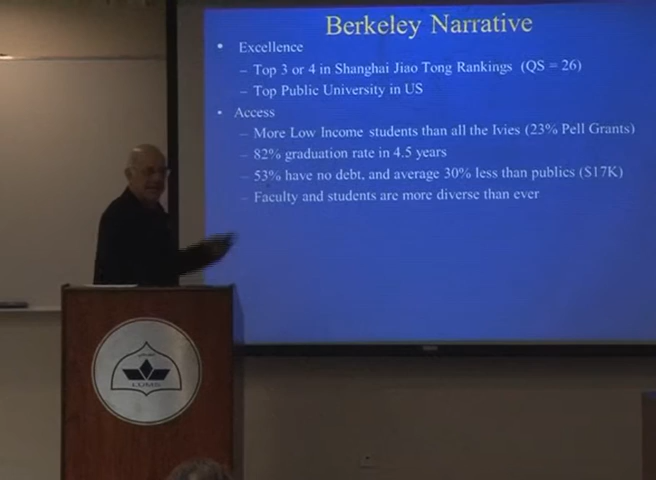 Berkeley Narrative
• Excellence
– Top 3 or 4 in Shanghai Jiao Tong Rankings (QS = 26)
– Top Public University in US
• Access
– More Low Income students than all the Ivies (23% Pell Grants)
– 82% graduation rate in 4.5 years
– 53% have no debt, and average 30% less than publics ($17K)
– Faculty and students are more diverse than ever
LUMS